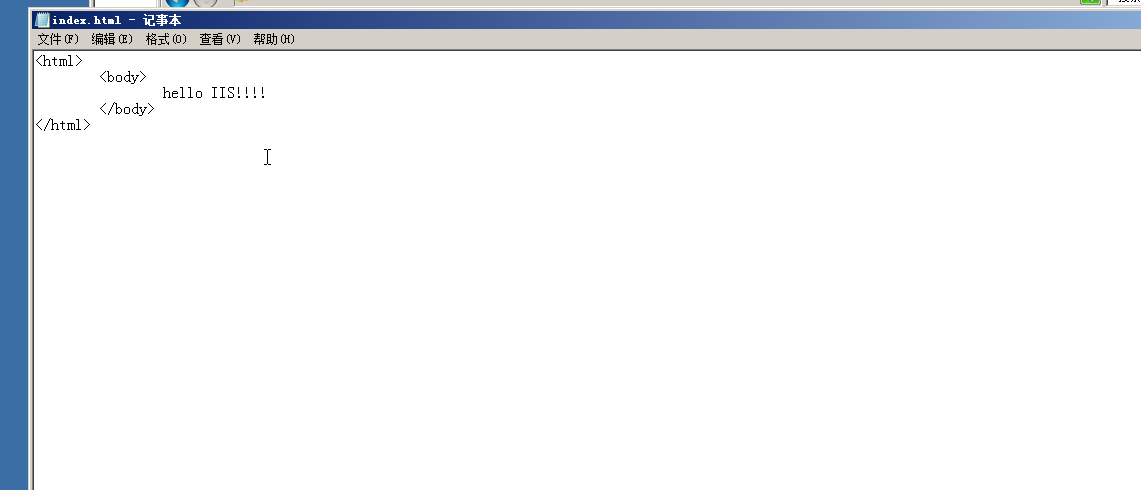 index.html - 记事本
文件(F) 编辑(E) 格式(O) 查看(V) 帮助(H)
<html>
<body>
hello IIS!!!!
</body>
</html>